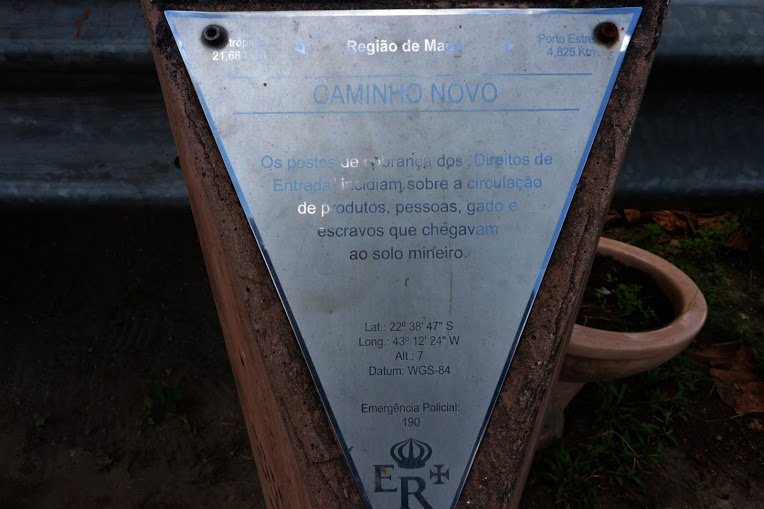 21,680
Região de Magé
Porto Estrela
4,825 Km
CAMINHO NOVO
Os postos de cobrança dos "Direitos de
Entrada" incidiam sobre a circulação
de produtos, pessoas, gado e
escravos que chegavam
ao solo mineiro.
Lat.: 22º 38' 47" S
Long.: 43º 12' 24" W
Alt.: 7
Datum: WGS-84
Emergência Policial:
190
ER